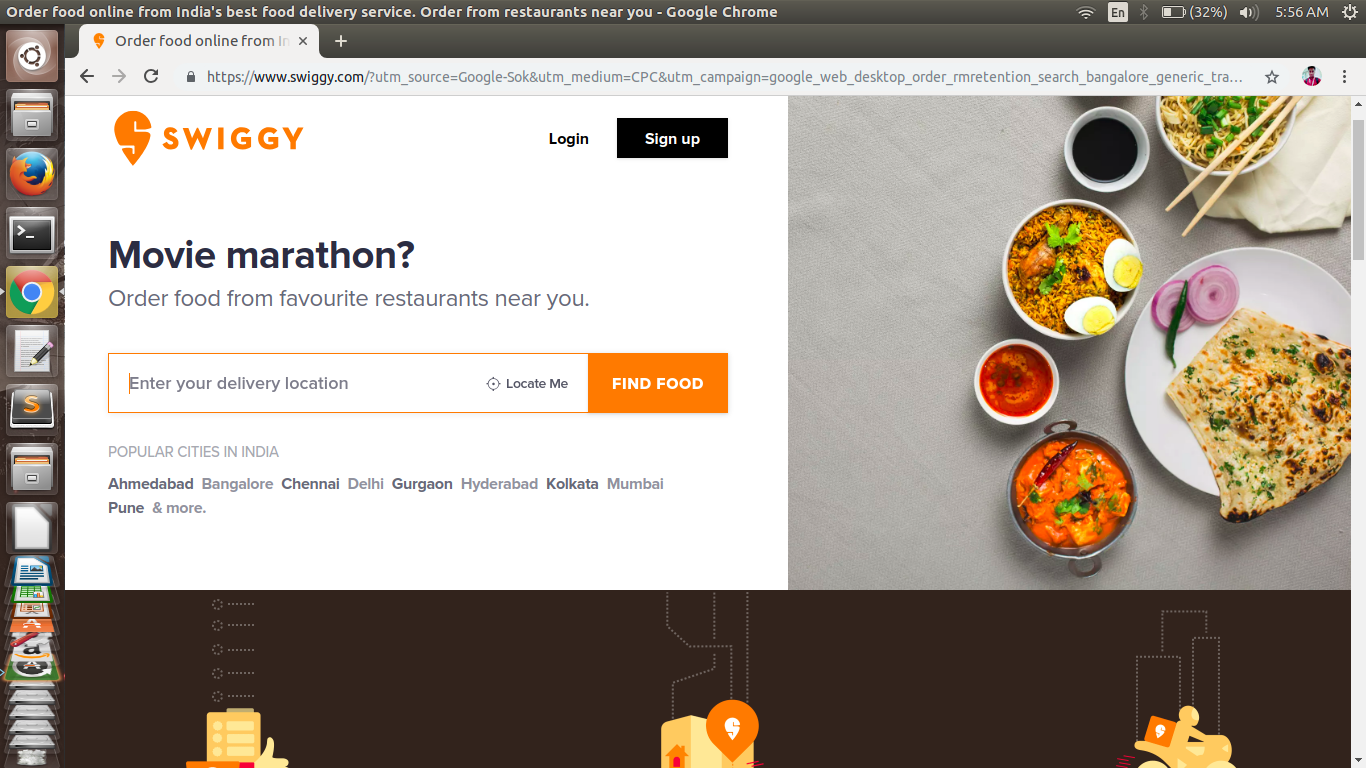 Order food online from India's best food delivery service. Order from restaurants near you - Google Chrome
En
(32%)
5:56 AM
Order food online from In
https://www.swiggy.com/?utm_source=Google-Sok&utm_medium=CPC&utm_campaign=google_web_desktop_order_rmretention_search_bangalore_generic_tra...
SWIGGY
Login
Sign up
Movie marathon?
Order food from favourite restaurants near you.
Enter your delivery location
Locate Me
FIND FOOD
POPULAR CITIES IN INDIA
Ahmedabad Bangalore Chennai Delhi Gurgaon Hyderabad Kolkata Mumbai
Pune & more.